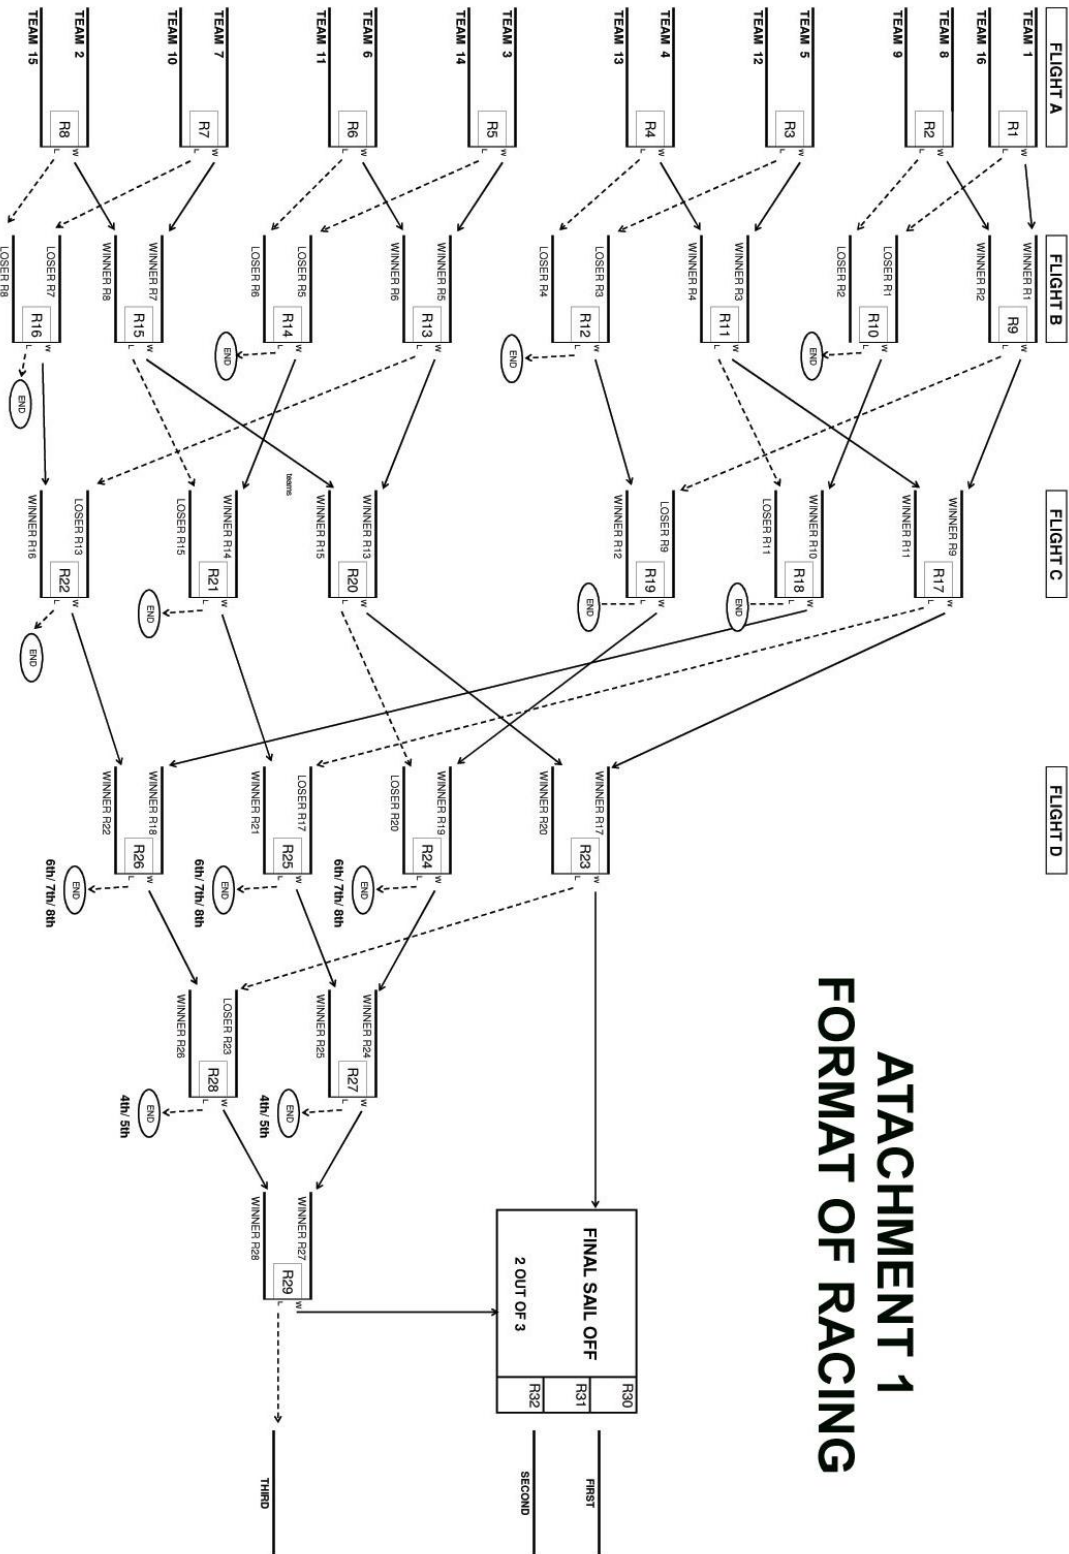 ATACHMENT 1
FORMAT OF RACING
FLIGHT A
FLIGHT B
FLIGHT C
FLIGHT D
TEAM 1
R1
W
L
TEAM 16
TEAM 8
R2
W
L
TEAM 9
TEAM 5
R3
W
L
TEAM 12
TEAM 4
R4
W
L
TEAM 13
TEAM 3
R5
W
L
TEAM 14
TEAM 6
R6
W
L
TEAM 11
TEAM 7
R7
W
L
TEAM 10
TEAM 2
R8
W
L
TEAM 15
WINNER R1
R9
W
L
WINNER R2
LOSER R1
R10
W
L
LOSER R2
END
WINNER R3
R11
W
L
WINNER R4
LOSER R3
R12
W
L
LOSER R4
END
WINNER R5
R13
W
L
WINNER R6
LOSER R5
R14
W
L
LOSER R6
END
WINNER R7
R15
W
L
WINNER R8
LOSER R7
R16
W
L
LOSER R8
END
WINNER R9
R17
W
L
WINNER R11
WINNER R10
R18
W
L
LOSER R11
END
LOSER R9
R19
W
L
WINNER R12
END
WINNER R13
R20
W
L
WINNER R15
teams
WINNER R14
R21
W
L
LOSER R15
END
LOSER R13
R22
W
L
WINNER R16
END
WINNER R17
R23
W
L
WINNER R20
WINNER R19
R24
W
L
LOSER R20
END
6th/ 7th/ 8th
LOSER R17
R25
W
L
WINNER R21
END
6th/ 7th/ 8th
WINNER R18
R26
W
L
WINNER R22
END
6th/ 7th/ 8th
WINNER R24
R27
W
L
WINNER R25
END
4th/ 5th
LOSER R23
R28
W
L
WINNER R26
END
4th/ 5th
WINNER R27
R29
W
L
WINNER R28
FINAL SAIL OFF
2 OUT OF 3
R30
R31
R32
FIRST
SECOND
THIRD